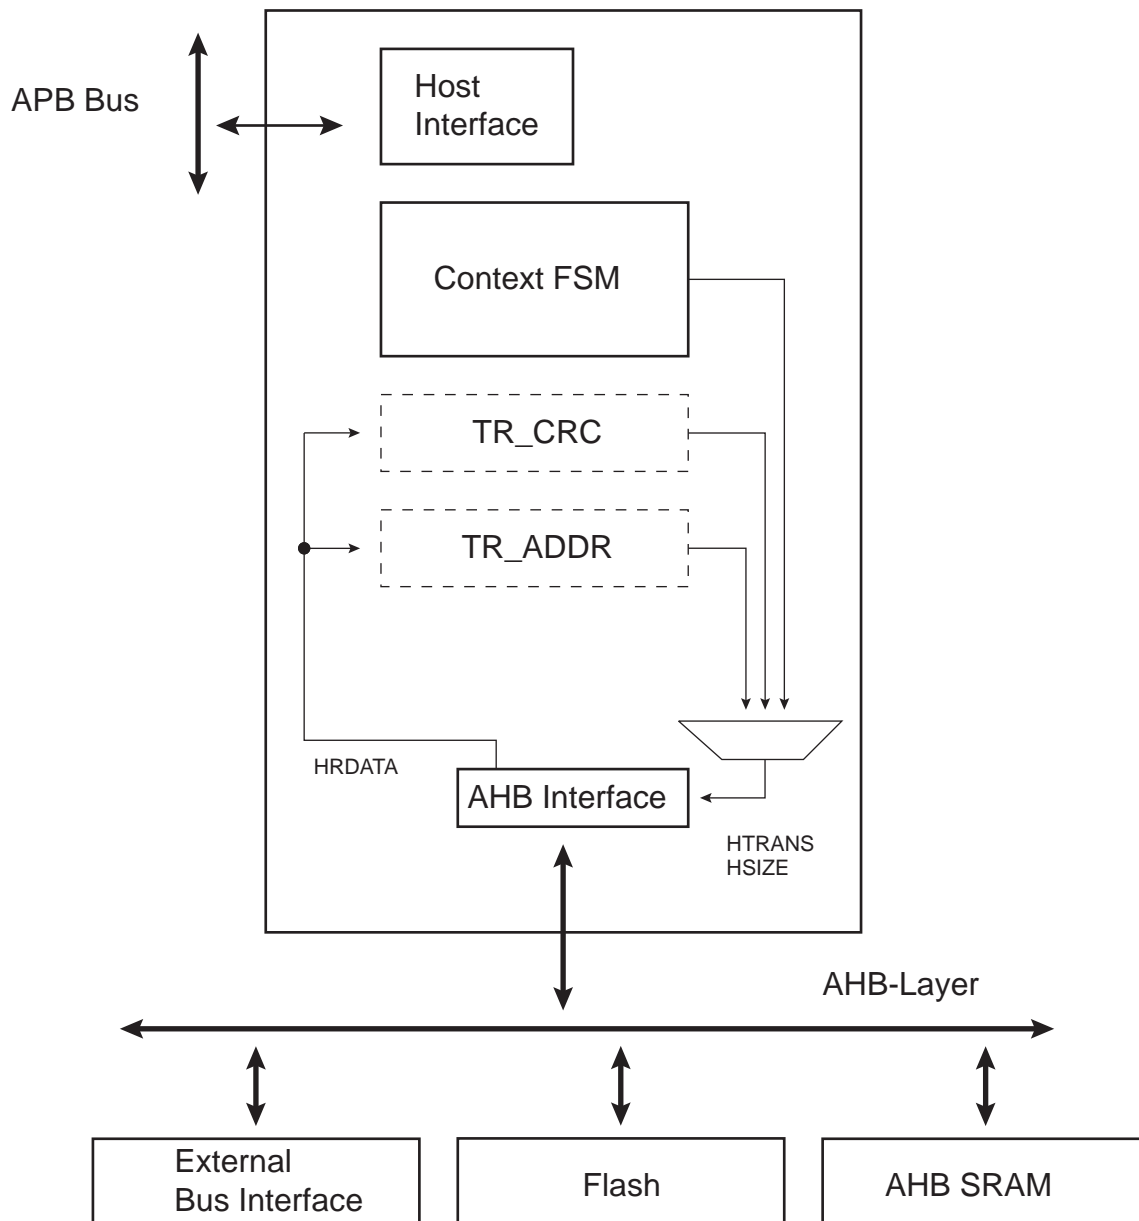 APB Bus
Host
Interface
Context FSM
TR_CRC
TR_ADDR
HRDATA
AHB Interface
HTRANS
HSIZE
AHB-Layer
External
Bus Interface
Flash
AHB SRAM